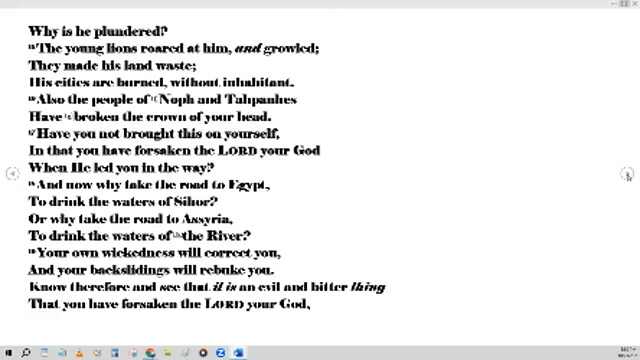 Why is he plundered?
15 The young lions roared at him, and growled;
They made his land waste;
His cities are burned, without inhabitant.
16 Also the people of Noph and Tahpanhes
Have broken the crown of your head.
17 Have you not brought this on yourself,
In that you have forsaken the LORD your God
When He led you in the way?
18 And now why take the road to Egypt,
To drink the waters of Sihor?
Or why take the road to Assyria,
To drink the waters of the River?
19 Your own wickedness will correct you,
And your backslidings will rebuke you.
Know therefore and see that it is an evil and bitter thing
That you have forsaken the LORD your God,